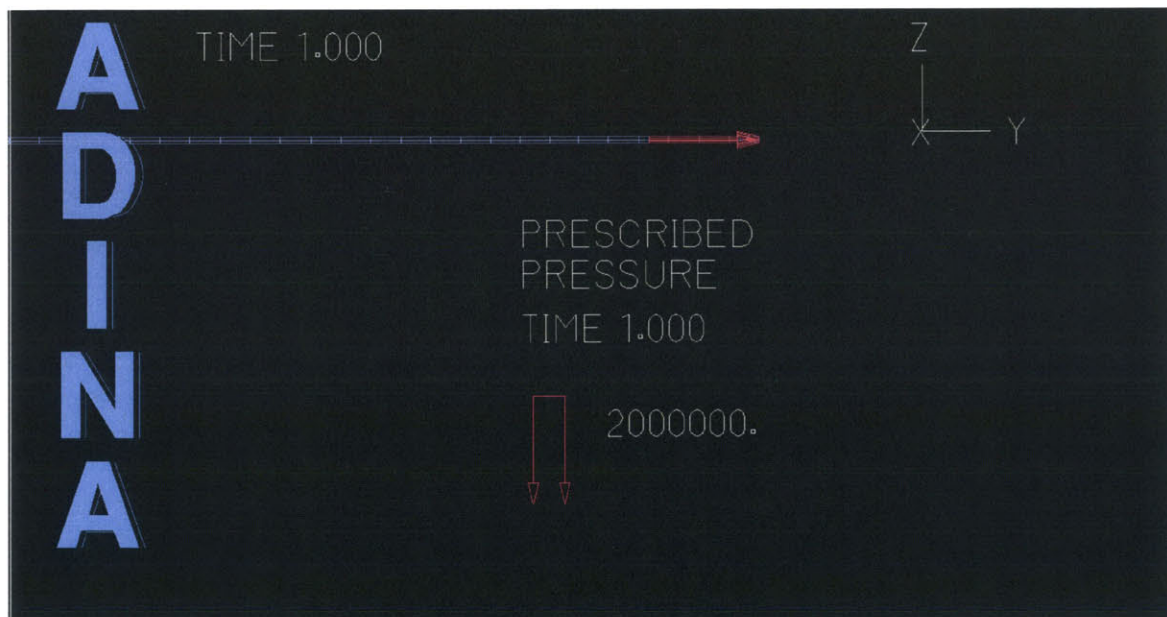 ADINA
TIME 1.000
Z
X
Y
PRESCRIBED
PRESSURE
TIME 1.000
2000000.